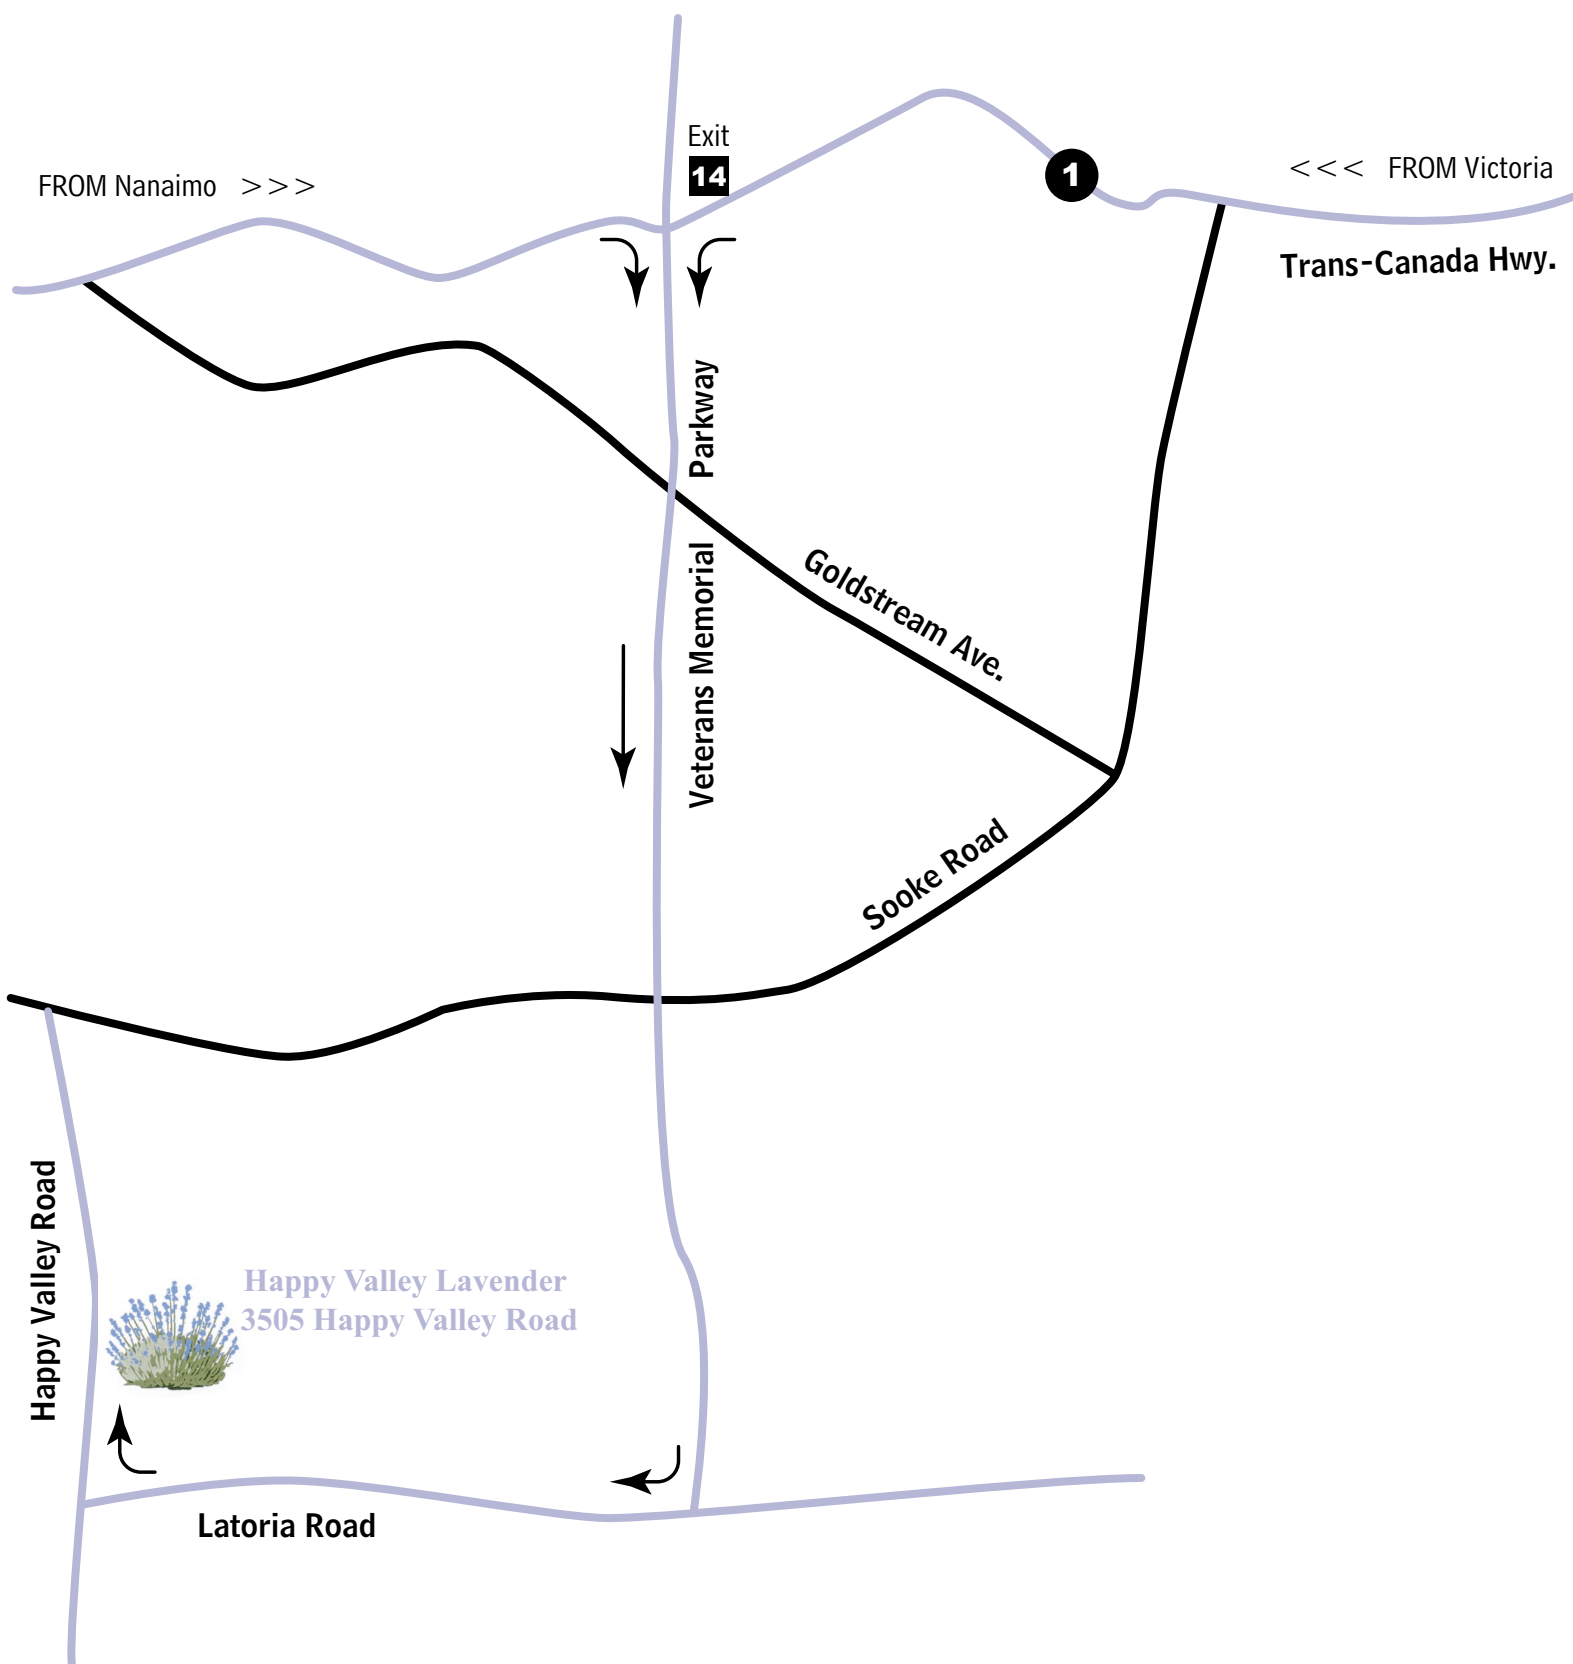 Exit
14
1
FROM Nanaimo >>>
<<< FROM Victoria
Trans-Canada Hwy.
Veterans Memorial Parkway
Goldstream Ave.
Sooke Road
Happy Valley Road
Happy Valley Lavender
3505 Happy Valley Road
Latoria Road